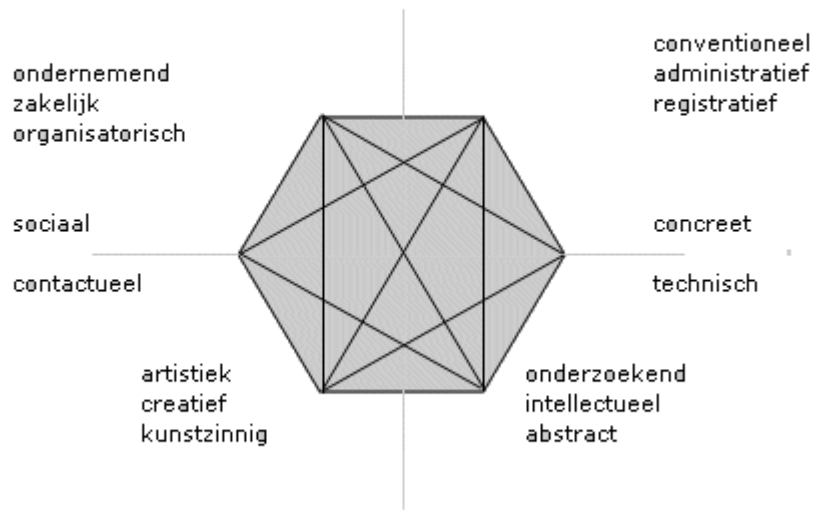 ondernemend
zakelijk
organisatorisch
conventioneel
administratief
registratief
sociaal
contactueel
concreet
technisch
artistiek
creatief
kunstzinnig
onderzoekend
intellectueel
abstract